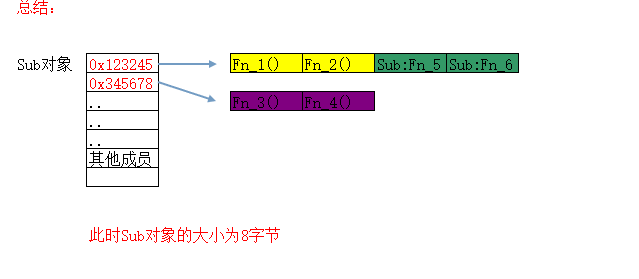 总结：
Sub对象 0x123245 Fn_1() Fn_2() Sub:Fn_5 Sub:Fn_6
0x345678 Fn_3() Fn_4()
..
..
..
其他成员
此时Sub对象的大小为8字节